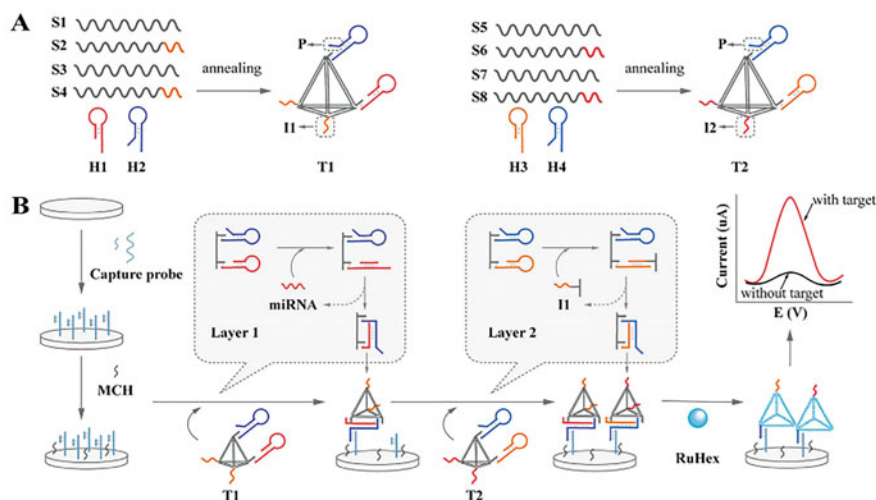 A
S1
S2
S3
S4
annealing
H1
H2
P
I1
T1
S5
S6
S7
S8
annealing
H3
H4
P
I2
T2
B
Capture probe
MCH
miRNA
Layer 1
T1
I1
Layer 2
T2
RuHex
Current (uA)
with target
without target
E (V)